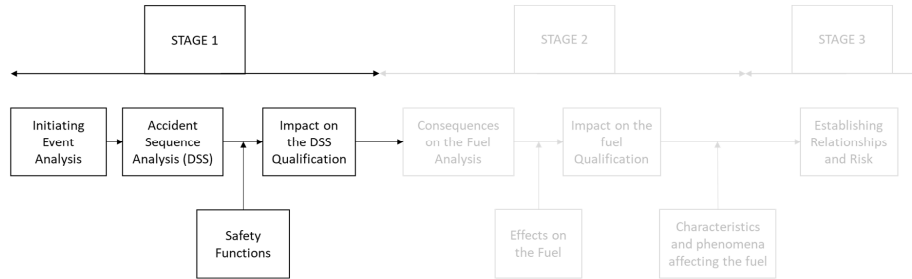 STAGE 1
STAGE 2
STAGE 3
Initiating
Event
Analysis
Accident
Sequence
Analysis (DSS)
Impact on
the DSS
Qualification
Consequences
on the Fuel
Analysis
Impact on the
fuel
Qualification
Establishing
Relationships
and Risk
Safety
Functions
Effects on
the Fuel
Characteristics
and phenomena
affecting the fuel